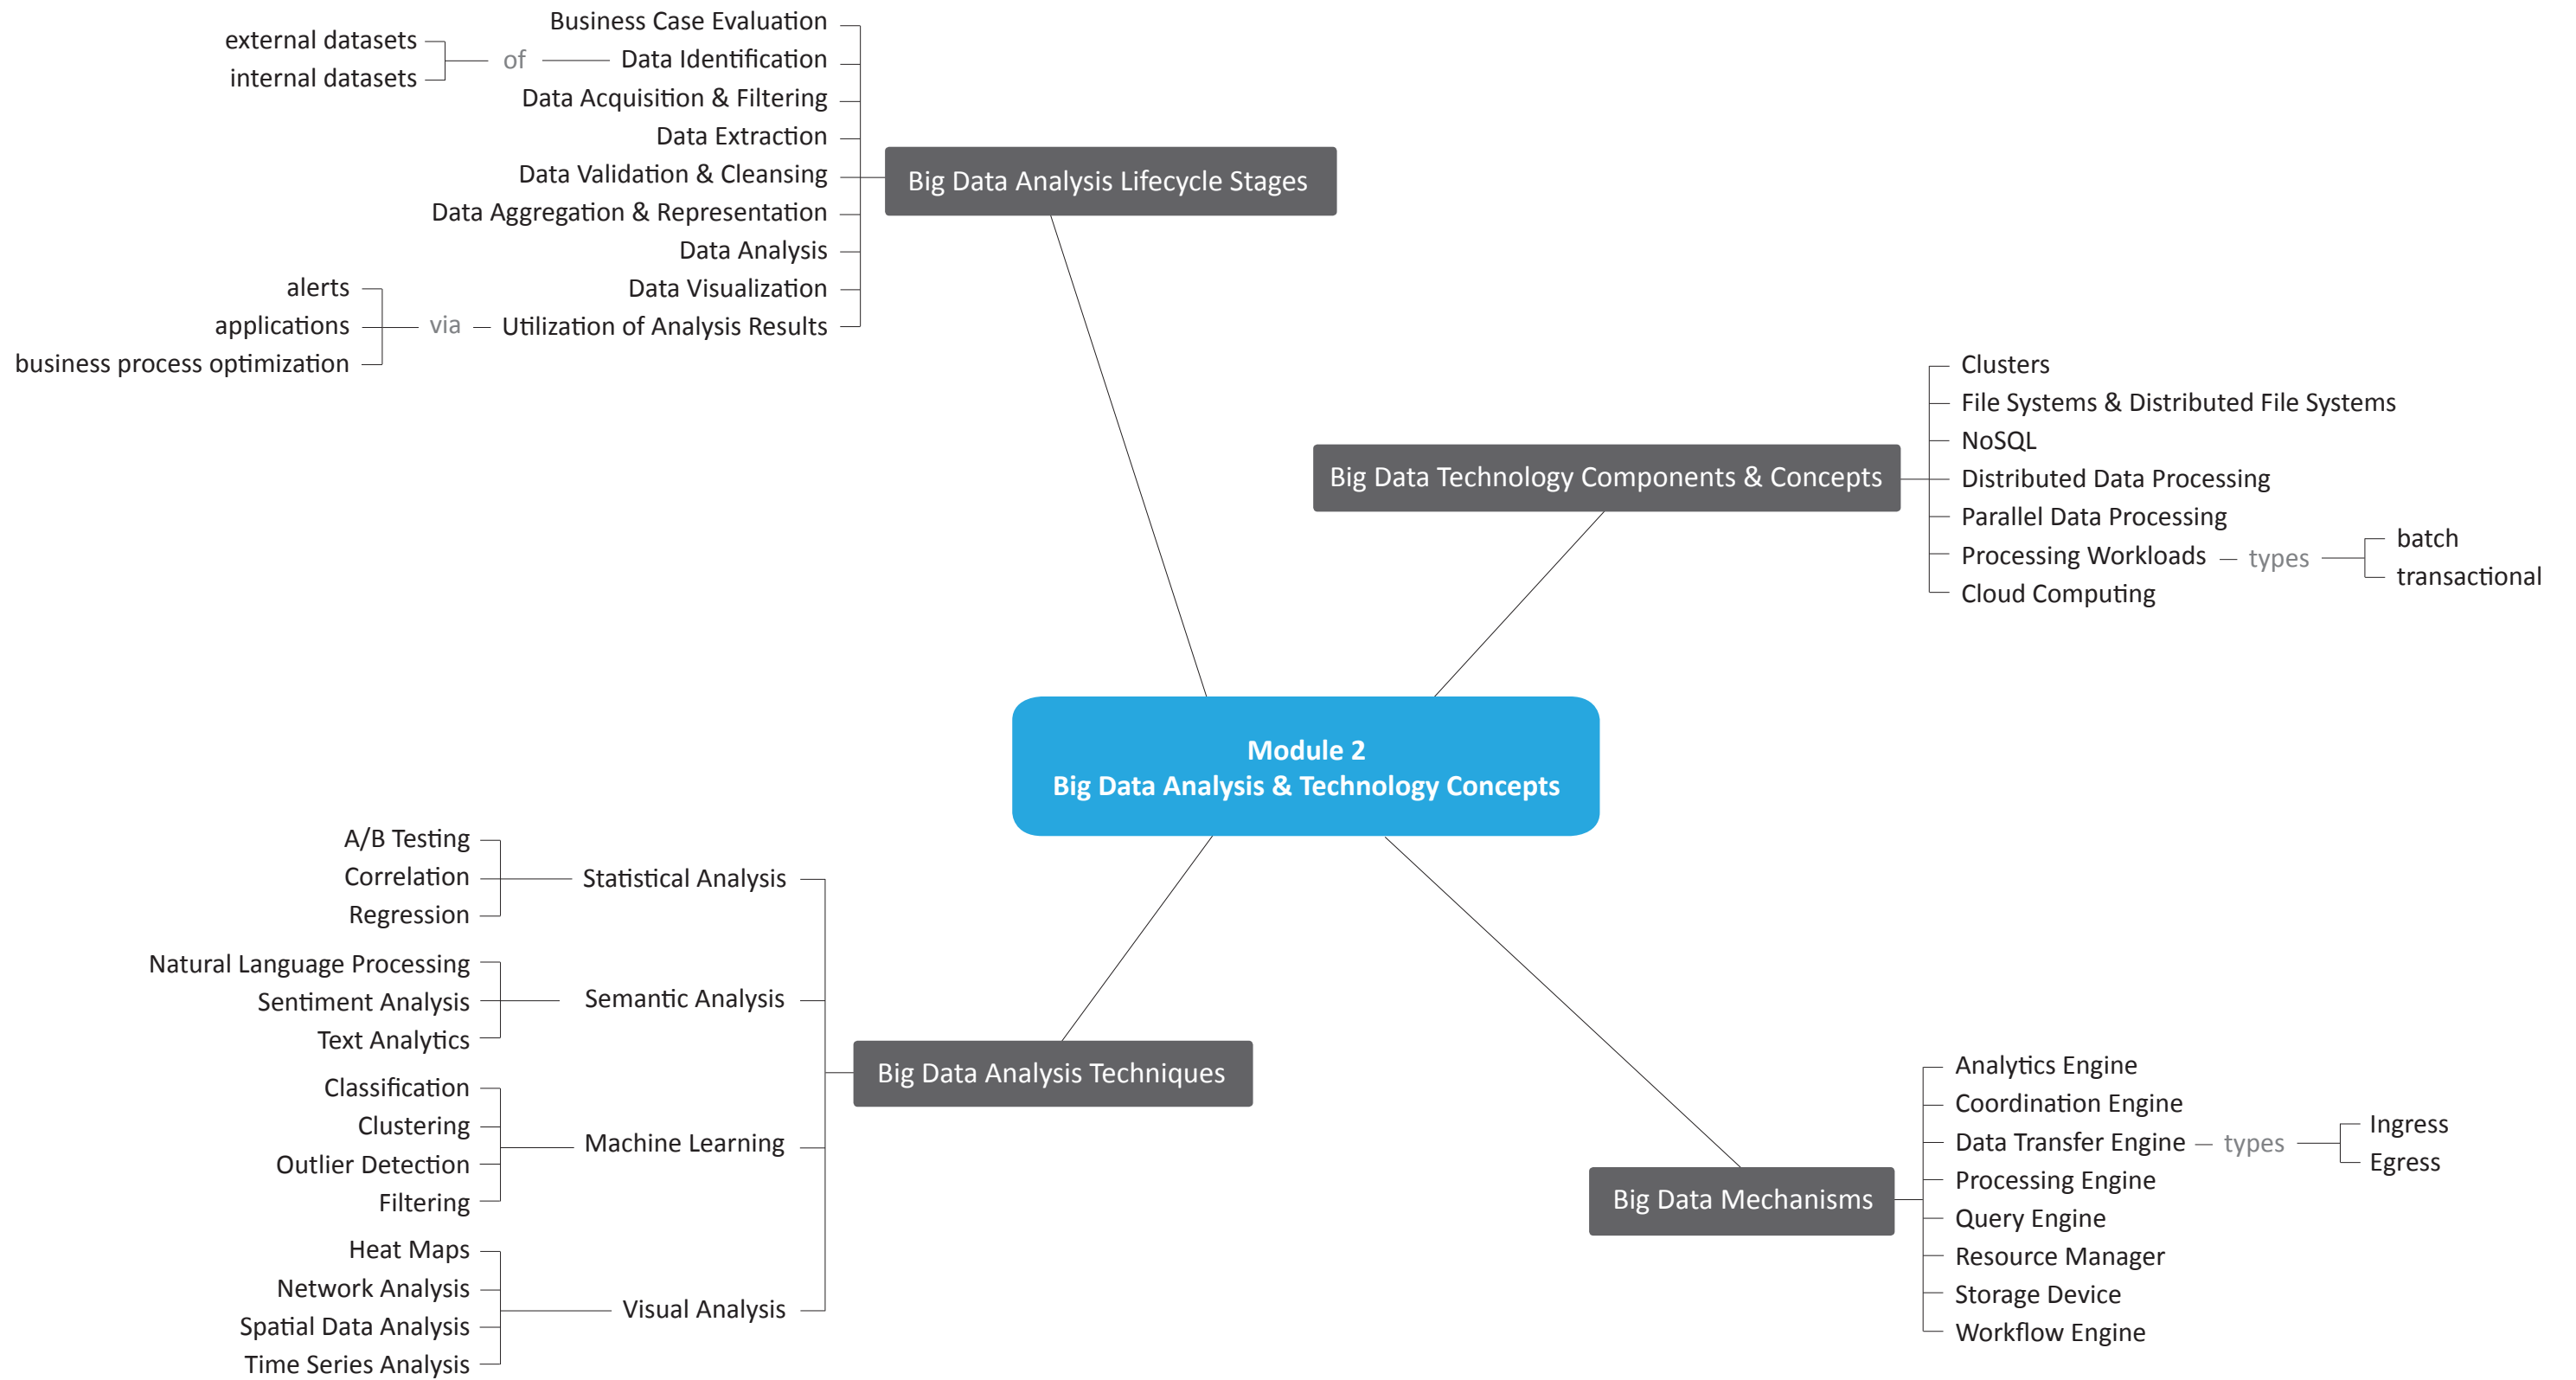 Business Case Evaluation
external datasets
internal datasets
of
Data Identification
Data Acquisition & Filtering
Data Extraction
Data Validation & Cleansing
Data Aggregation & Representation
Data Analysis
Data Visualization
alerts
applications
business process optimization
via
Utilization of Analysis Results
Big Data Analysis Lifecycle Stages
Big Data Technology Components & Concepts
Clusters
File Systems & Distributed File Systems
NoSQL
Distributed Data Processing
Parallel Data Processing
Processing Workloads
types
batch
transactional
Cloud Computing
Module 2
Big Data Analysis & Technology Concepts
A/B Testing
Correlation
Regression
Statistical Analysis
Natural Language Processing
Sentiment Analysis
Text Analytics
Semantic Analysis
Classification
Clustering
Outlier Detection
Filtering
Machine Learning
Heat Maps
Network Analysis
Spatial Data Analysis
Time Series Analysis
Visual Analysis
Big Data Analysis Techniques
Big Data Mechanisms
Analytics Engine
Coordination Engine
Data Transfer Engine
types
Ingress
Egress
Processing Engine
Query Engine
Resource Manager
Storage Device
Workflow Engine